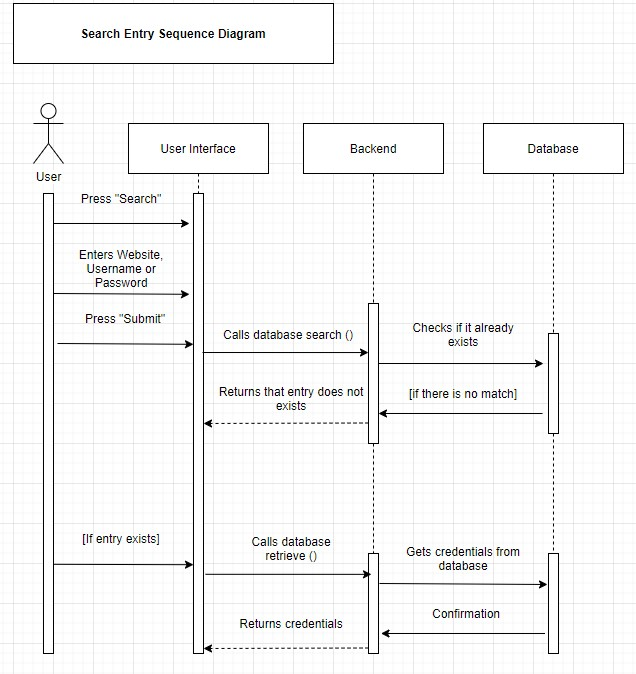 Search Entry Sequence Diagram
User Interface
Backend
Database
User
Press "Search"
Enters Website,
Username or
Password
Press "Submit"
Calls database search ()
Checks if it already
exists
Returns that entry does not
exists
[if there is no match]
[If entry exists]
Calls database
retrieve ()
Gets credentials from
database
Returns credentials
Confirmation